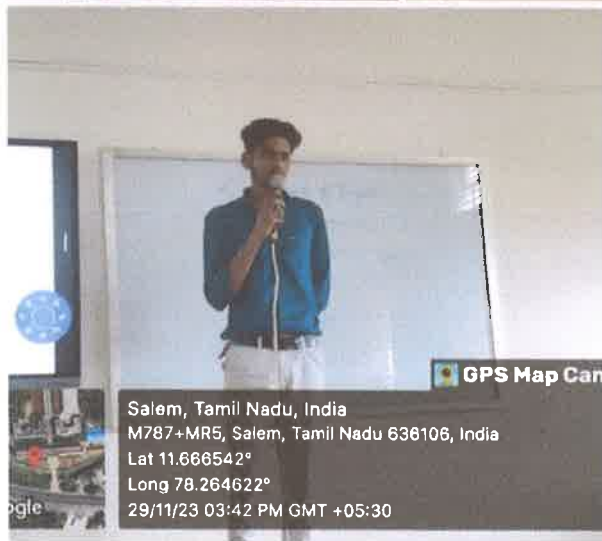 GPS Map Cam
Salem, Tamil Nadu, India
M787+MR5, Salem, Tamil Nadu 636106, India
Lat 11.666542°
Long 78.264622°
29/11/23 03:42 PM GMT +05:30
ogle